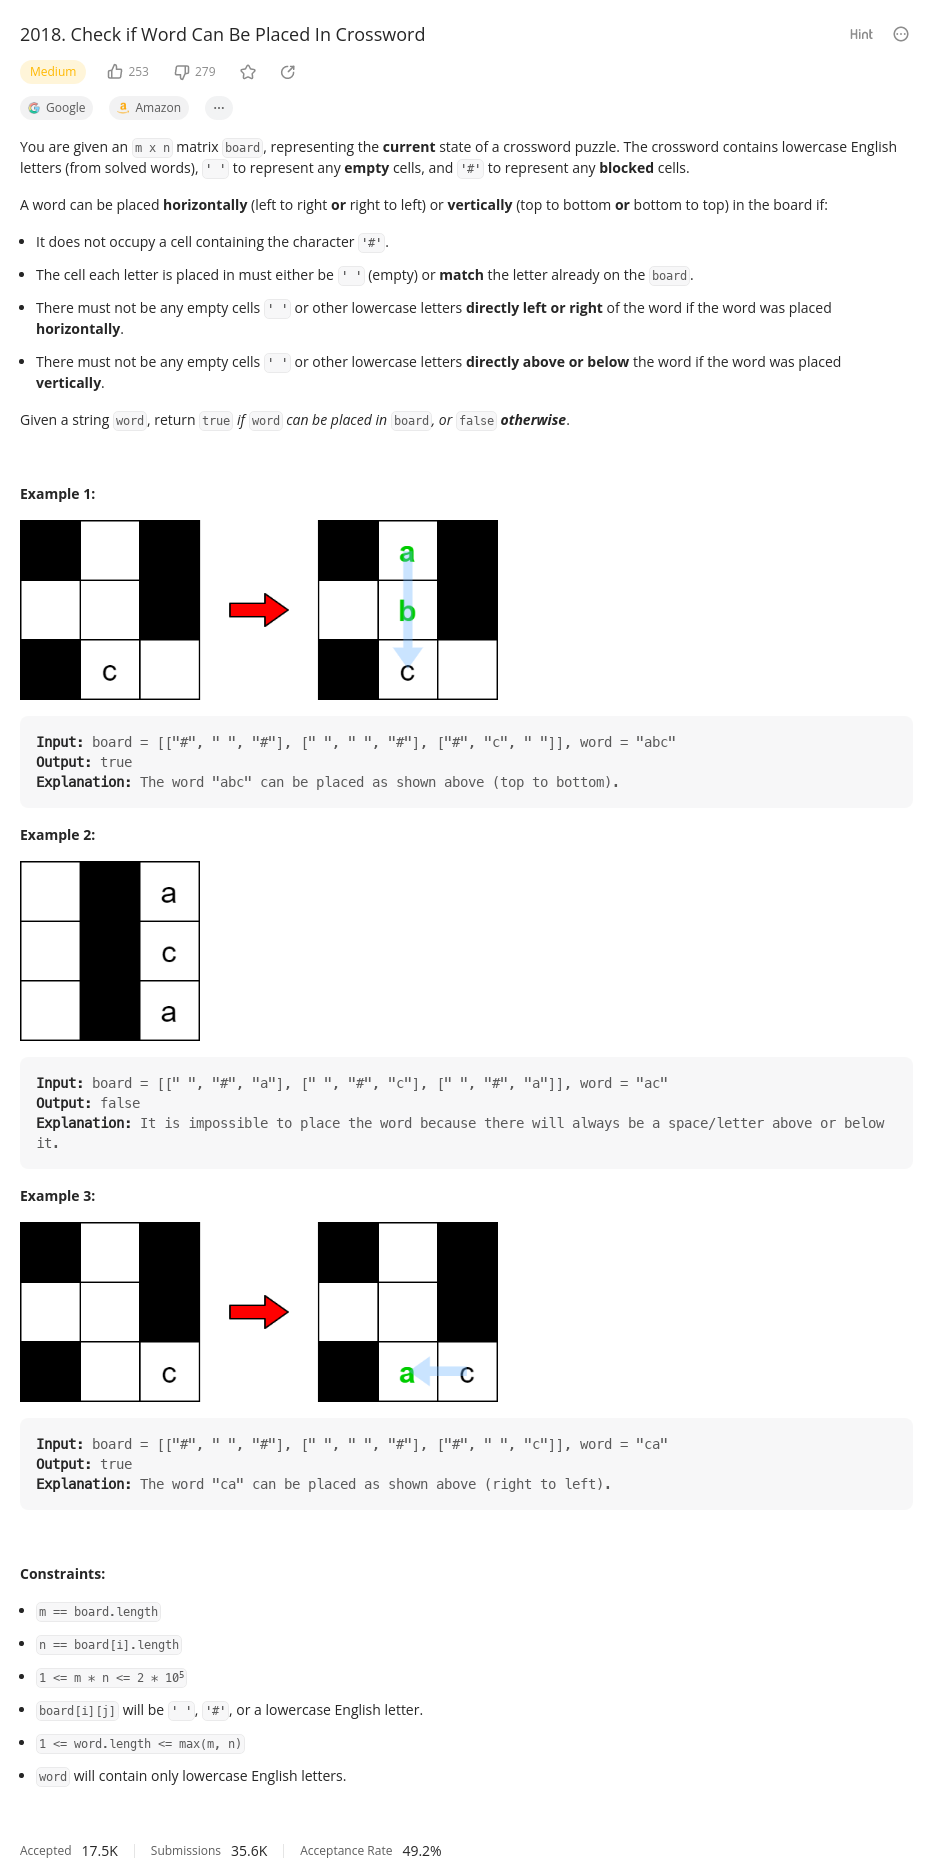 2018. Check if Word Can Be Placed In Crossword
Hint
Medium 253 279
Google Amazon ...
You are given an m x n matrix board, representing the current state of a crossword puzzle. The crossword contains lowercase English
letters (from solved words), ' ' to represent any empty cells, and '#' to represent any blocked cells.
A word can be placed horizontally (left to right or right to left) or vertically (top to bottom or bottom to top) in the board if:
• It does not occupy a cell containing the character '#'.
• The cell each letter is placed in must either be ' ' (empty) or match the letter already on the board.
• There must not be any empty cells ' ' or other lowercase letters directly left or right of the word if the word was placed
horizontally.
• There must not be any empty cells ' ' or other lowercase letters directly above or below the word if the word was placed
vertically.
Given a string word, return true if word can be placed in board, or false otherwise.
Example 1:
c
a
b
c
Input: board = [["#", " ", "#"], [" ", " ", "#"], ["#", "c", " "]], word = "abc"
Output: true
Explanation: The word "abc" can be placed as shown above (top to bottom).
Example 2:
a
c
a
Input: board = [[" ", "#", "a"], [" ", "#", "c"], [" ", "#", "a"]], word = "ac"
Output: false
Explanation: It is impossible to place the word because there will always be a space/letter above or below
it.
Example 3:
c
a c
Input: board = [["#", " ", "#"], [" ", " ", "#"], ["#", " ", "c"]], word = "ca"
Output: true
Explanation: The word "ca" can be placed as shown above (right to left).
Constraints:
• m == board.length
• n == board[i].length
• 1 <= m * n <= 2 * 10⁵
• board[i][j] will be ' ', '#', or a lowercase English letter.
• 1 <= word.length <= max(m, n)
• word will contain only lowercase English letters.
Accepted 17.5K Submissions 35.6K Acceptance Rate 49.2%